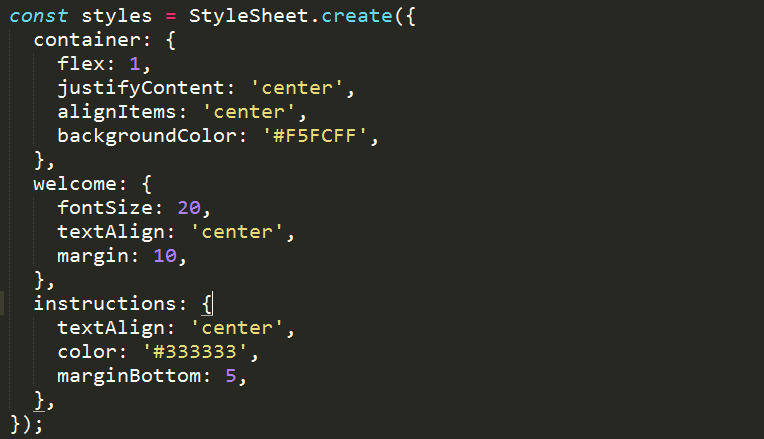 const styles = StyleSheet.create({
  container: {
    flex: 1,
    justifyContent: 'center',
    alignItems: 'center',
    backgroundColor: '#F5FCFF',
  },
  welcome: {
    fontSize: 20,
    textAlign: 'center',
    margin: 10,
  },
  instructions: {
    textAlign: 'center',
    color: '#333333',
    marginBottom: 5,
  },
});